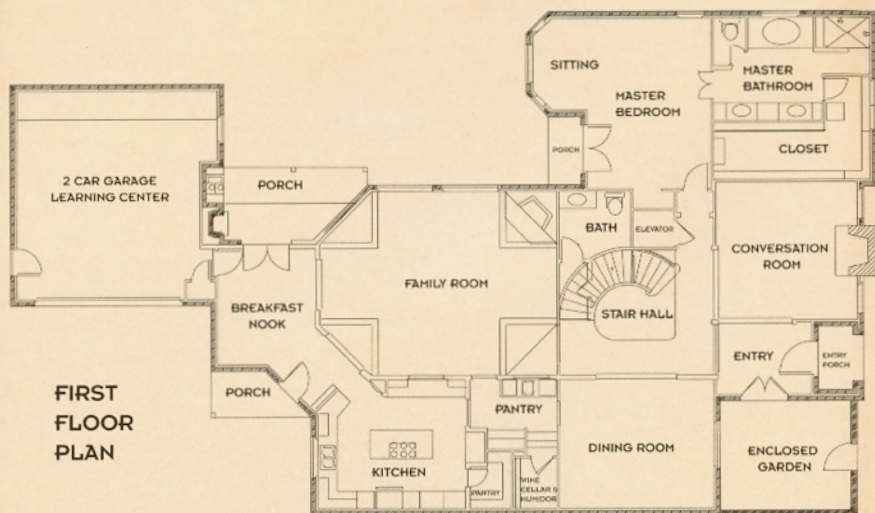 SITTING
MASTER
BEDROOM
MASTER
BATHROOM
PORCH
CLOSET
2 CAR GARAGE
LEARNING CENTER
PORCH
BATH
ELEVATOR
CONVERSATION
ROOM
FAMILY ROOM
BREAKFAST
NOOK
STAIR HALL
ENTRY
ENTRY
PORCH
FIRST
FLOOR
PLAN
PORCH
PANTRY
KITCHEN
PANTRY
WINE
CELLAR &
HUMIDOR
DINING ROOM
ENCLOSED
GARDEN